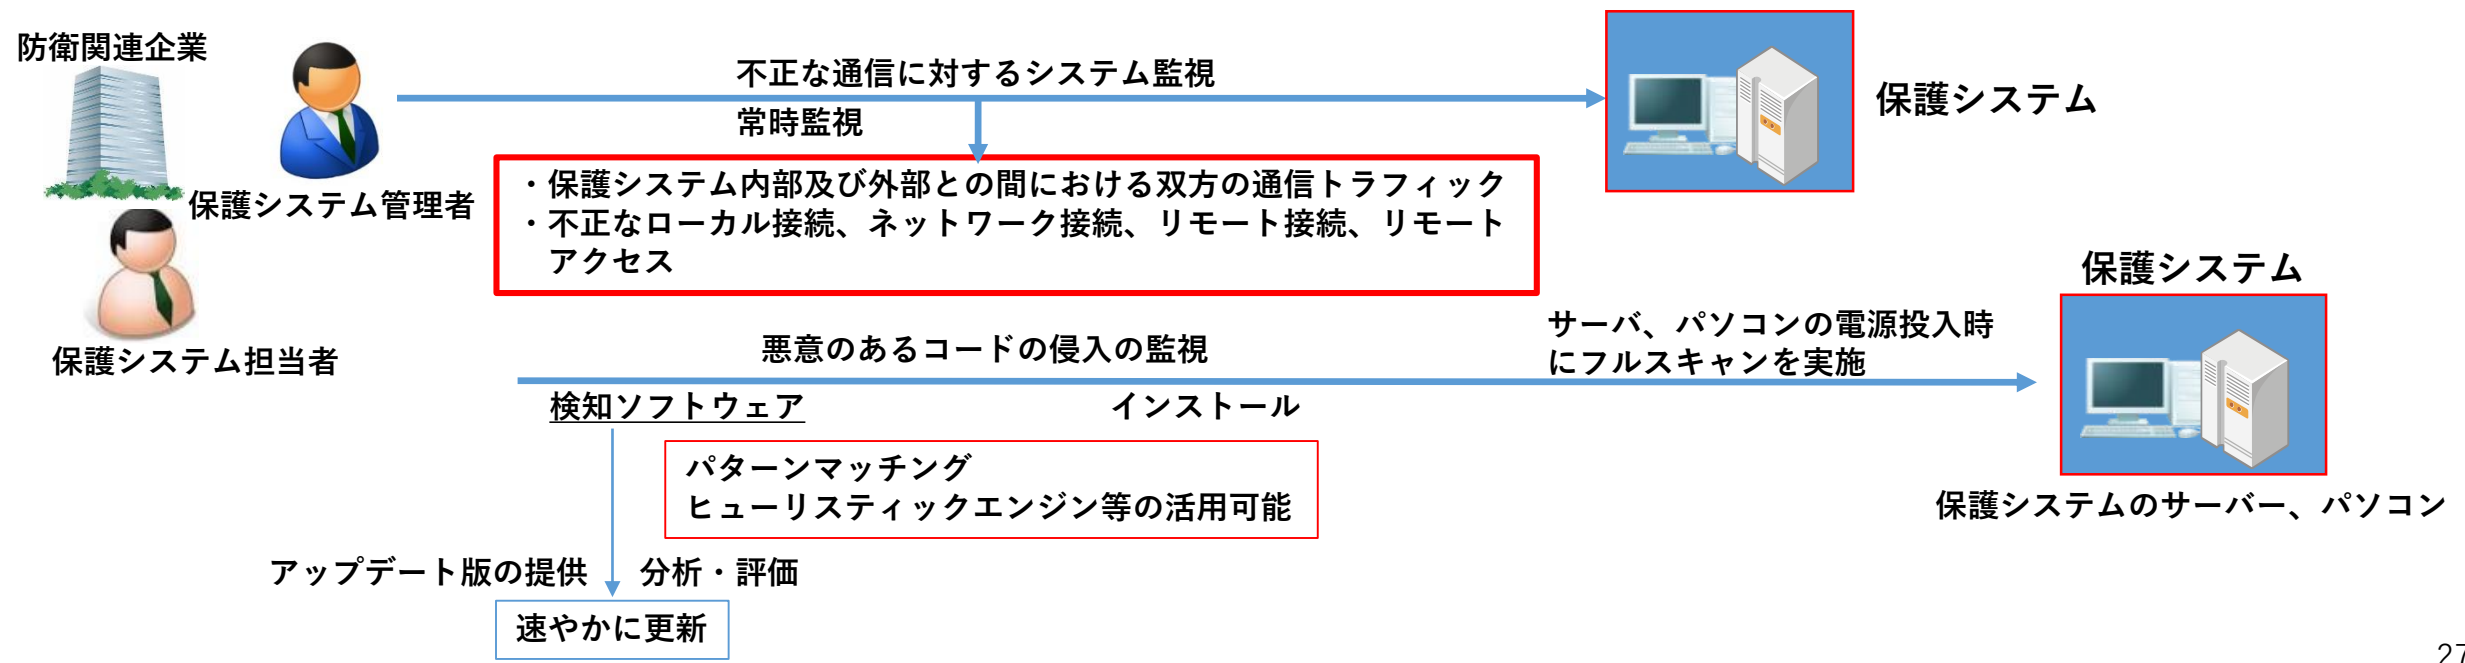 防衛関連企業
不正な通信に対するシステム監視
常時監視
保護システム
・保護システム内部及び外部との間における双方の通信トラフィック
・不正なローカル接続、ネットワーク接続、リモート接続、リモート
アクセス
保護システム管理者
保護システム担当者
保護システム
悪意のあるコードの侵入の監視
サーバ、パソコンの電源投入時
にフルスキャンを実施
検知ソフトウェア
インストール
パターンマッチング
ヒューリスティックエンジン等の活用可能
保護システムのサーバー、パソコン
アップデート版の提供
分析・評価
速やかに更新
27